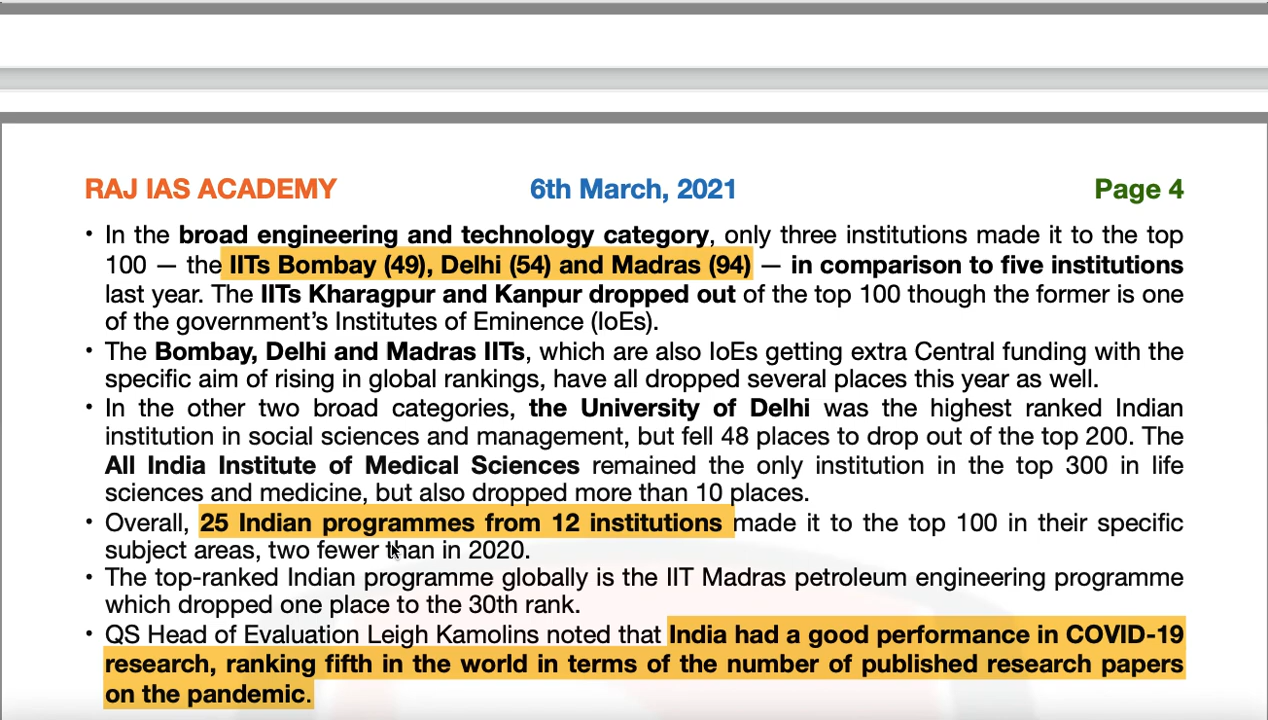 RAJ IAS ACADEMY 6th March, 2021 Page 4
• In the broad engineering and technology category, only three institutions made it to the top
100 — the IITs Bombay (49), Delhi (54) and Madras (94) — in comparison to five institutions
last year. The IITs Kharagpur and Kanpur dropped out of the top 100 though the former is one
of the government’s Institutes of Eminence (IoEs).
• The Bombay, Delhi and Madras IITs, which are also IoEs getting extra Central funding with the
specific aim of rising in global rankings, have all dropped several places this year as well.
• In the other two broad categories, the University of Delhi was the highest ranked Indian
institution in social sciences and management, but fell 48 places to drop out of the top 200. The
All India Institute of Medical Sciences remained the only institution in the top 300 in life
sciences and medicine, but also dropped more than 10 places.
• Overall, 25 Indian programmes from 12 institutions made it to the top 100 in their specific
subject areas, two fewer than in 2020.
• The top-ranked Indian programme globally is the IIT Madras petroleum engineering programme
which dropped one place to the 30th rank.
• QS Head of Evaluation Leigh Kamolins noted that India had a good performance in COVID-19
research, ranking fifth in the world in terms of the number of published research papers
on the pandemic.